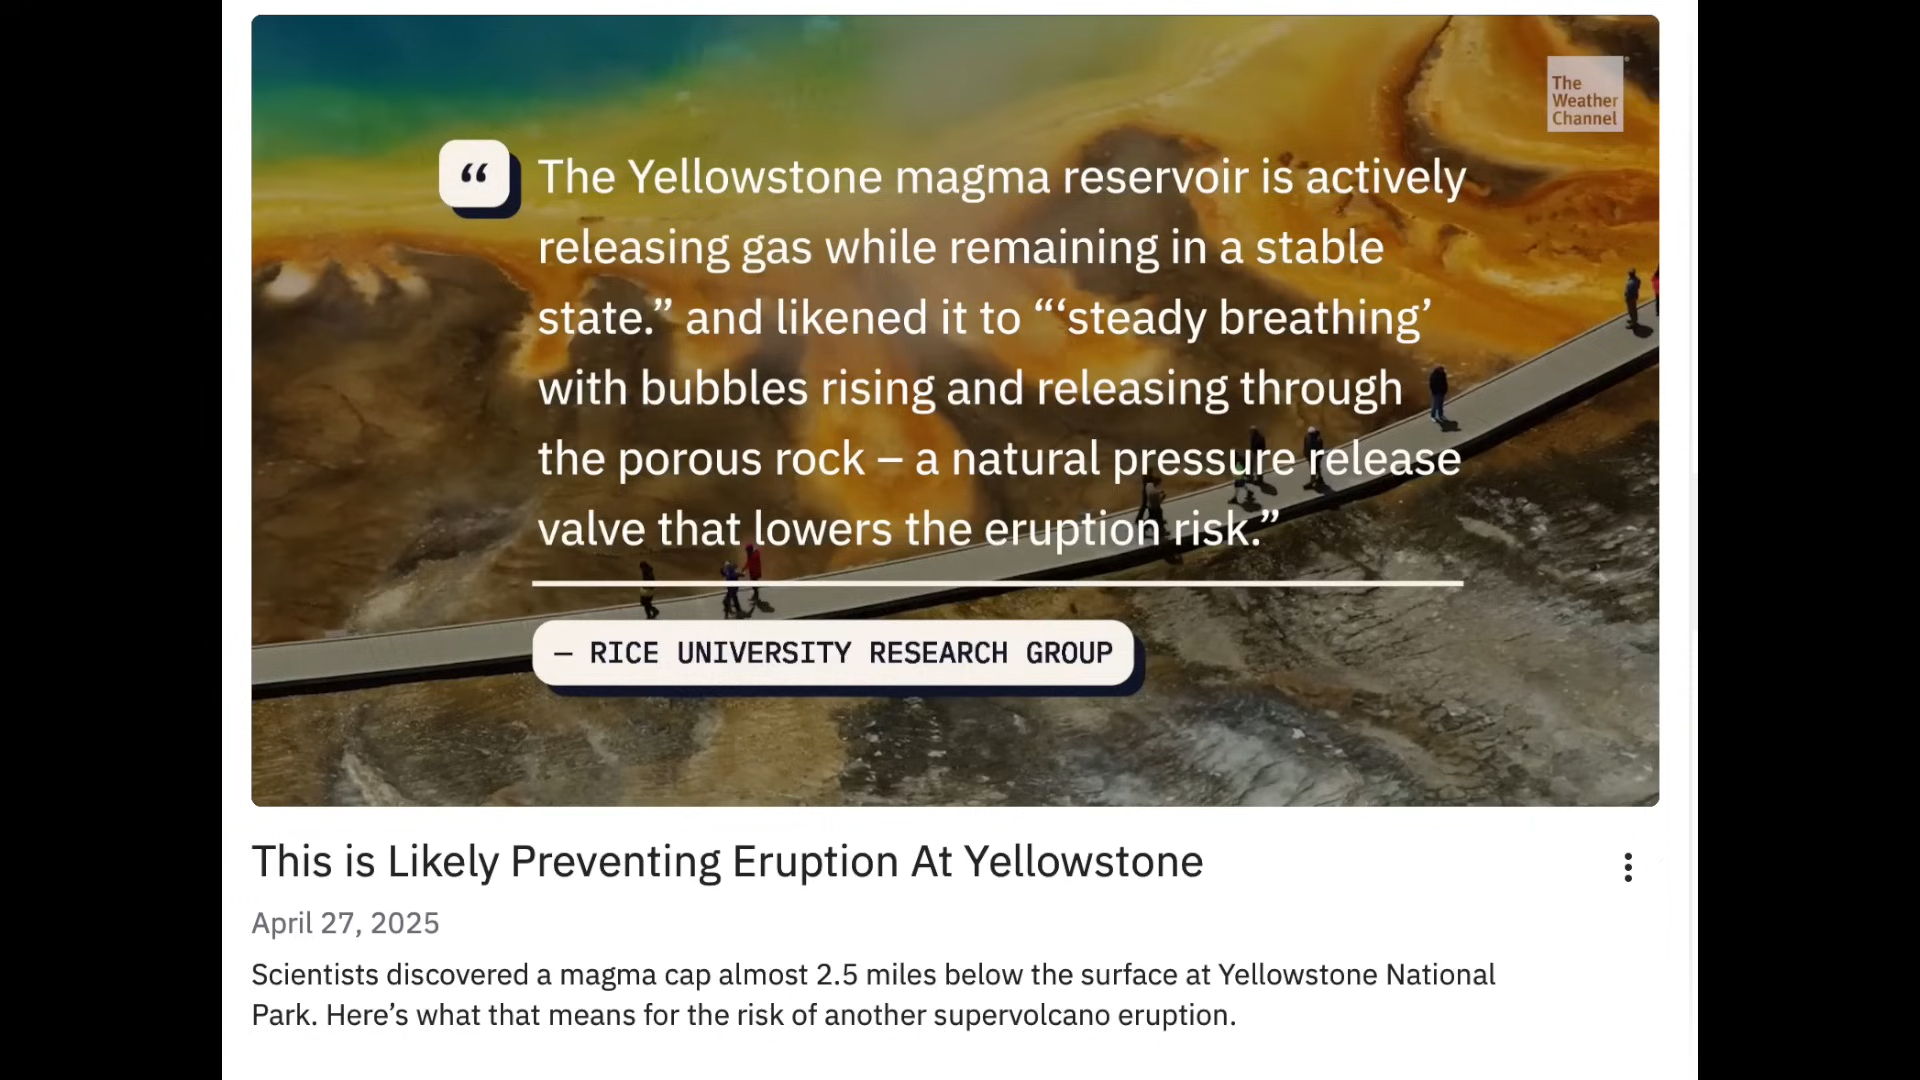 The
Weather
Channel
“
The Yellowstone magma reservoir is actively
releasing gas while remaining in a stable
state.” and likened it to “‘steady breathing’
with bubbles rising and releasing through
the porous rock – a natural pressure release
valve that lowers the eruption risk.”
— RICE UNIVERSITY RESEARCH GROUP
This is Likely Preventing Eruption At Yellowstone
April 27, 2025
Scientists discovered a magma cap almost 2.5 miles below the surface at Yellowstone National
Park. Here’s what that means for the risk of another supervolcano eruption.